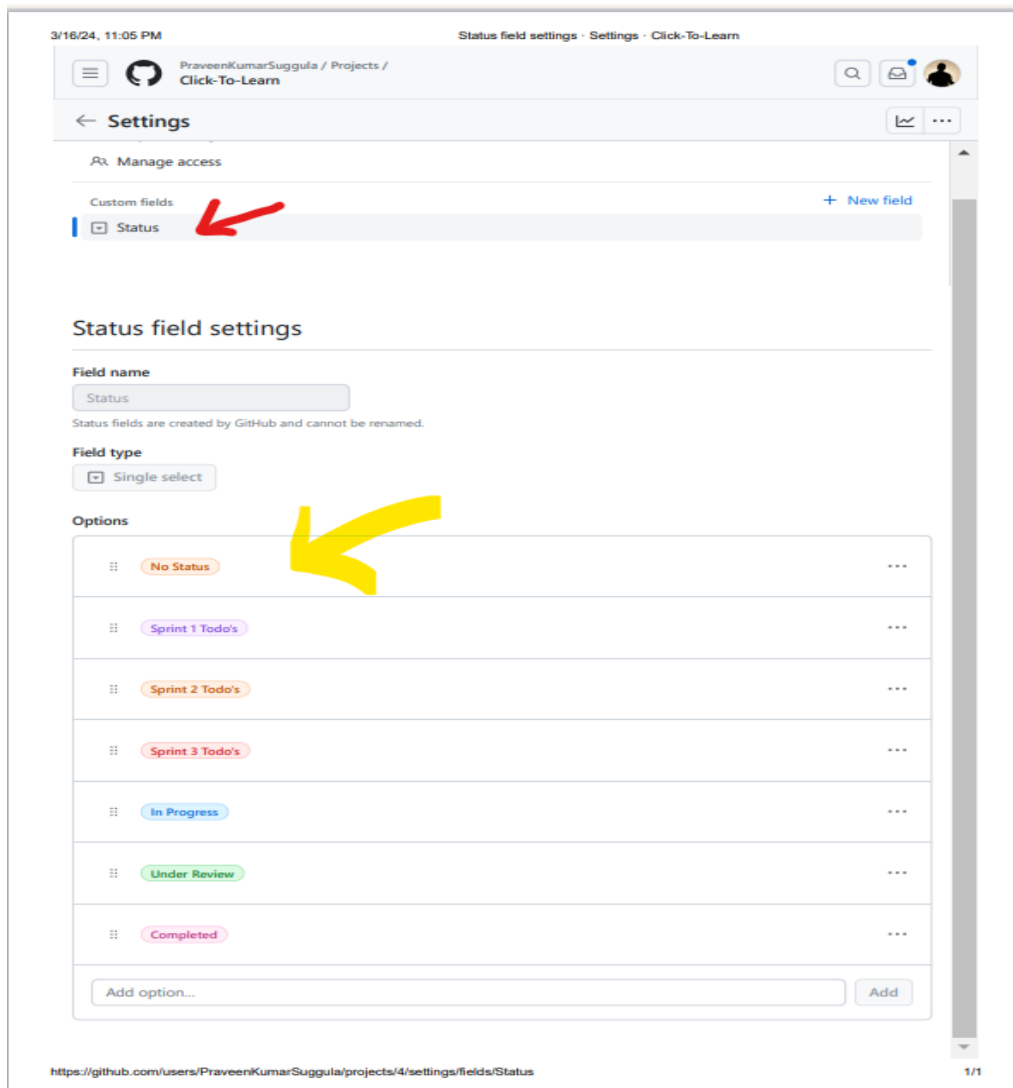 3/16/24, 11:05 PM Status field settings · Settings · Click-To-Learn
PraveenKumarSuggula / Projects /
Click-To-Learn
Settings
Manage access
Custom fields
+ New field
Status
Status field settings
Field name
Status
Status fields are created by GitHub and cannot be renamed.
Field type
Single select
Options
No Status
Sprint 1 Todo's
Sprint 2 Todo's
Sprint 3 Todo's
In Progress
Under Review
Completed
Add option... Add
https://github.com/users/PraveenKumarSuggula/projects/4/settings/fields/Status 1/1